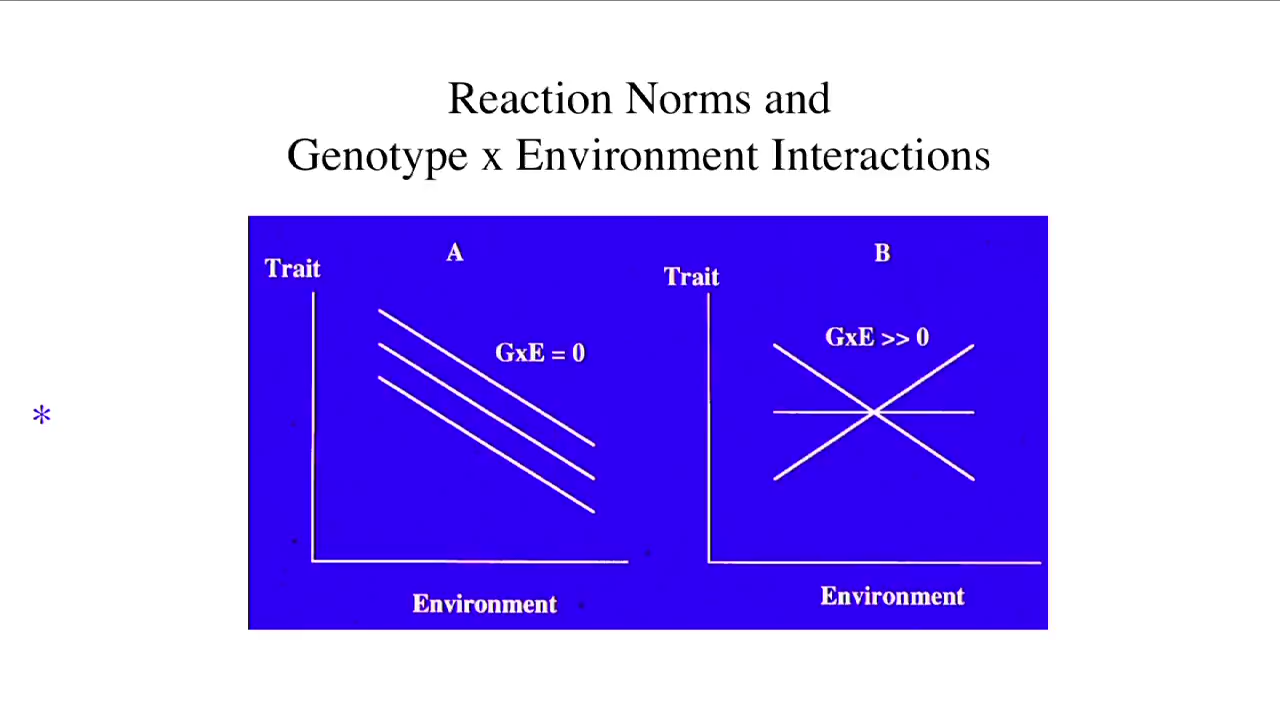 Reaction Norms and
Genotype x Environment Interactions
A
Trait
GxE = 0
Environment
B
Trait
GxE >> 0
Environment
*